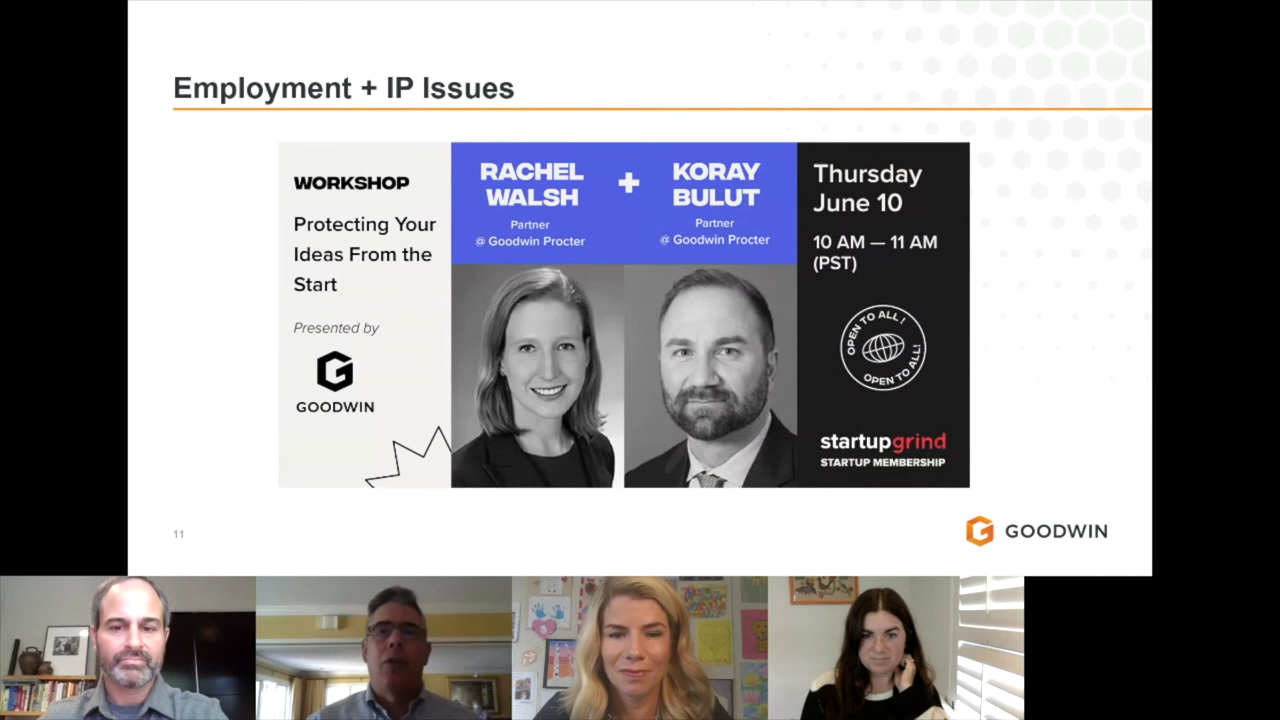 Employment + IP Issues
WORKSHOP
Protecting Your
Ideas From the
Start
Presented by
GOODWIN
RACHEL
WALSH
Partner
@ Goodwin Procter
+
KORAY
BULUT
Partner
@ Goodwin Procter
Thursday
June 10
10 AM — 11 AM
(PST)
OPEN TO ALL!
OPEN TO ALL!
startupgrind
STARTUP MEMBERSHIP
11
GOODWIN